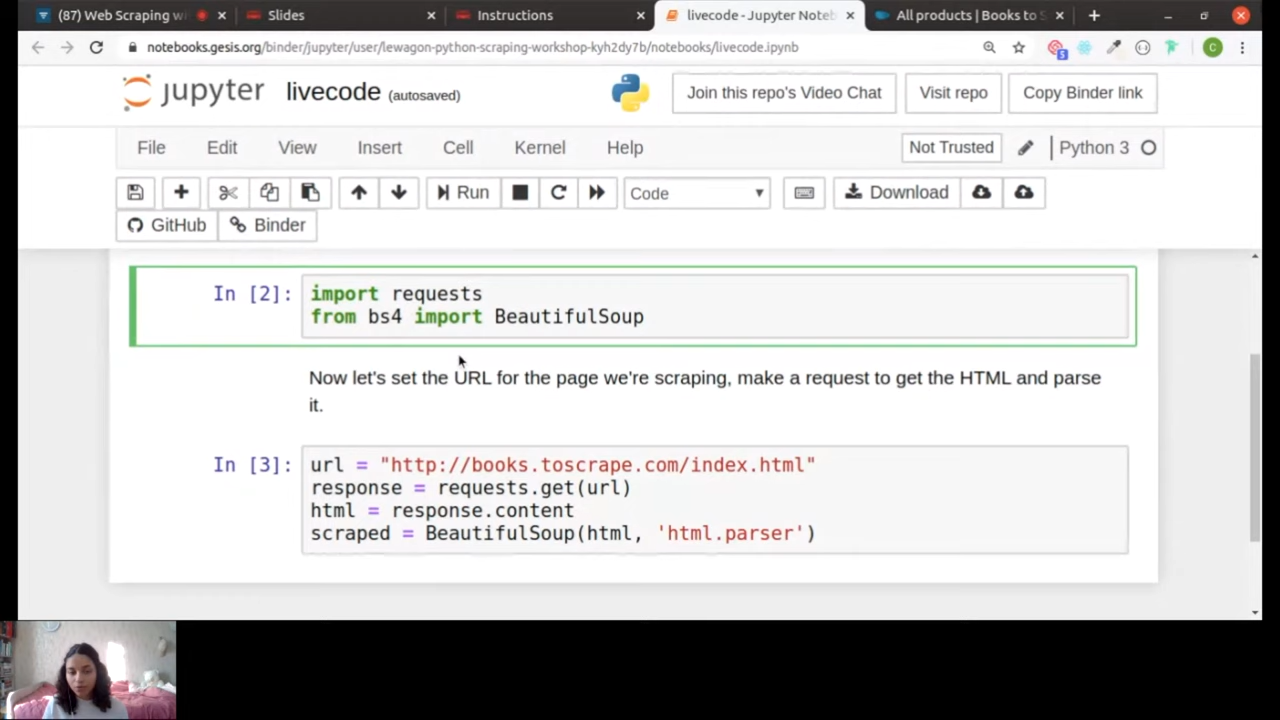 (87) Web Scraping wi
Slides
Instructions
livecode - Jupyter Noteb
All products | Books to S
notebooks.gesis.org/binder/jupyter/user/lewagon-python-scraping-workshop-kyh2dy7b/notebooks/livecode.ipynb
5
C
jupyter livecode (autosaved)
Join this repo's Video Chat
Visit repo
Copy Binder link
File Edit View Insert Cell Kernel Help
Not Trusted
Python 3
Run
Code
Download
GitHub
Binder
In [2]: import requests
from bs4 import BeautifulSoup
Now let's set the URL for the page we're scraping, make a request to get the HTML and parse
it.
In [3]: url = "http://books.toscrape.com/index.html"
response = requests.get(url)
html = response.content
scraped = BeautifulSoup(html, 'html.parser')